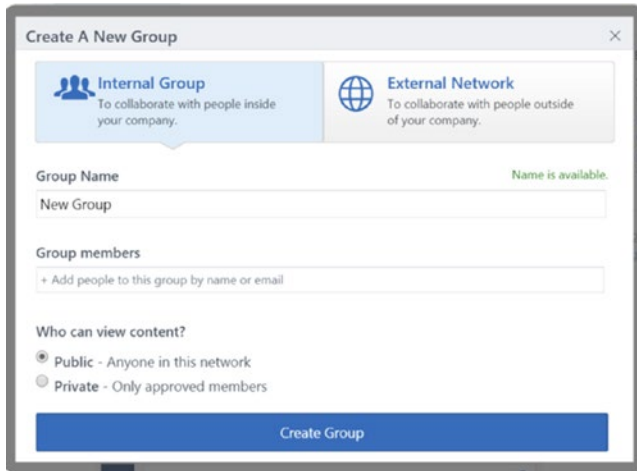 Create A New Group
Internal Group
To collaborate with people inside
your company.
External Network
To collaborate with people outside
of your company.
Group Name
Name is available.
New Group
Group members
+ Add people to this group by name or email
Who can view content?
Public - Anyone in this network
Private - Only approved members
Create Group